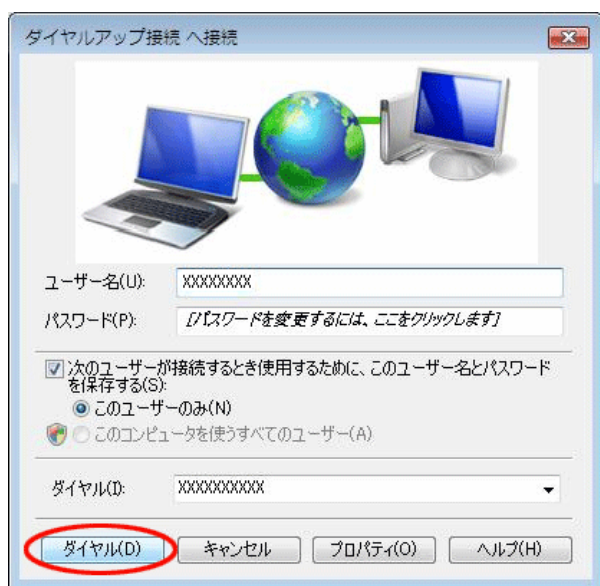 ダイヤルアップ接続 へ接続
ユーザー名(U): XXXXXXXX
パスワード(P): [パスワードを変更するには、ここをクリックします]
次のユーザーが接続するとき使用するために、このユーザー名とパスワード
を保存する(S):
このユーザーのみ(N)
このコンピュータを使うすべてのユーザー(A)
ダイヤル(I): XXXXXXXXXX
ダイヤル(D) キャンセル プロパティ(O) ヘルプ(H)